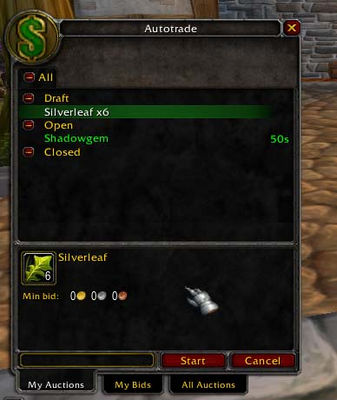 Autotrade
All
Draft
Silverleaf x6
Open
Shadowgem 50s
Closed
Silverleaf
6
Min bid: 0 0 0
Start Cancel
My Auctions My Bids All Auctions